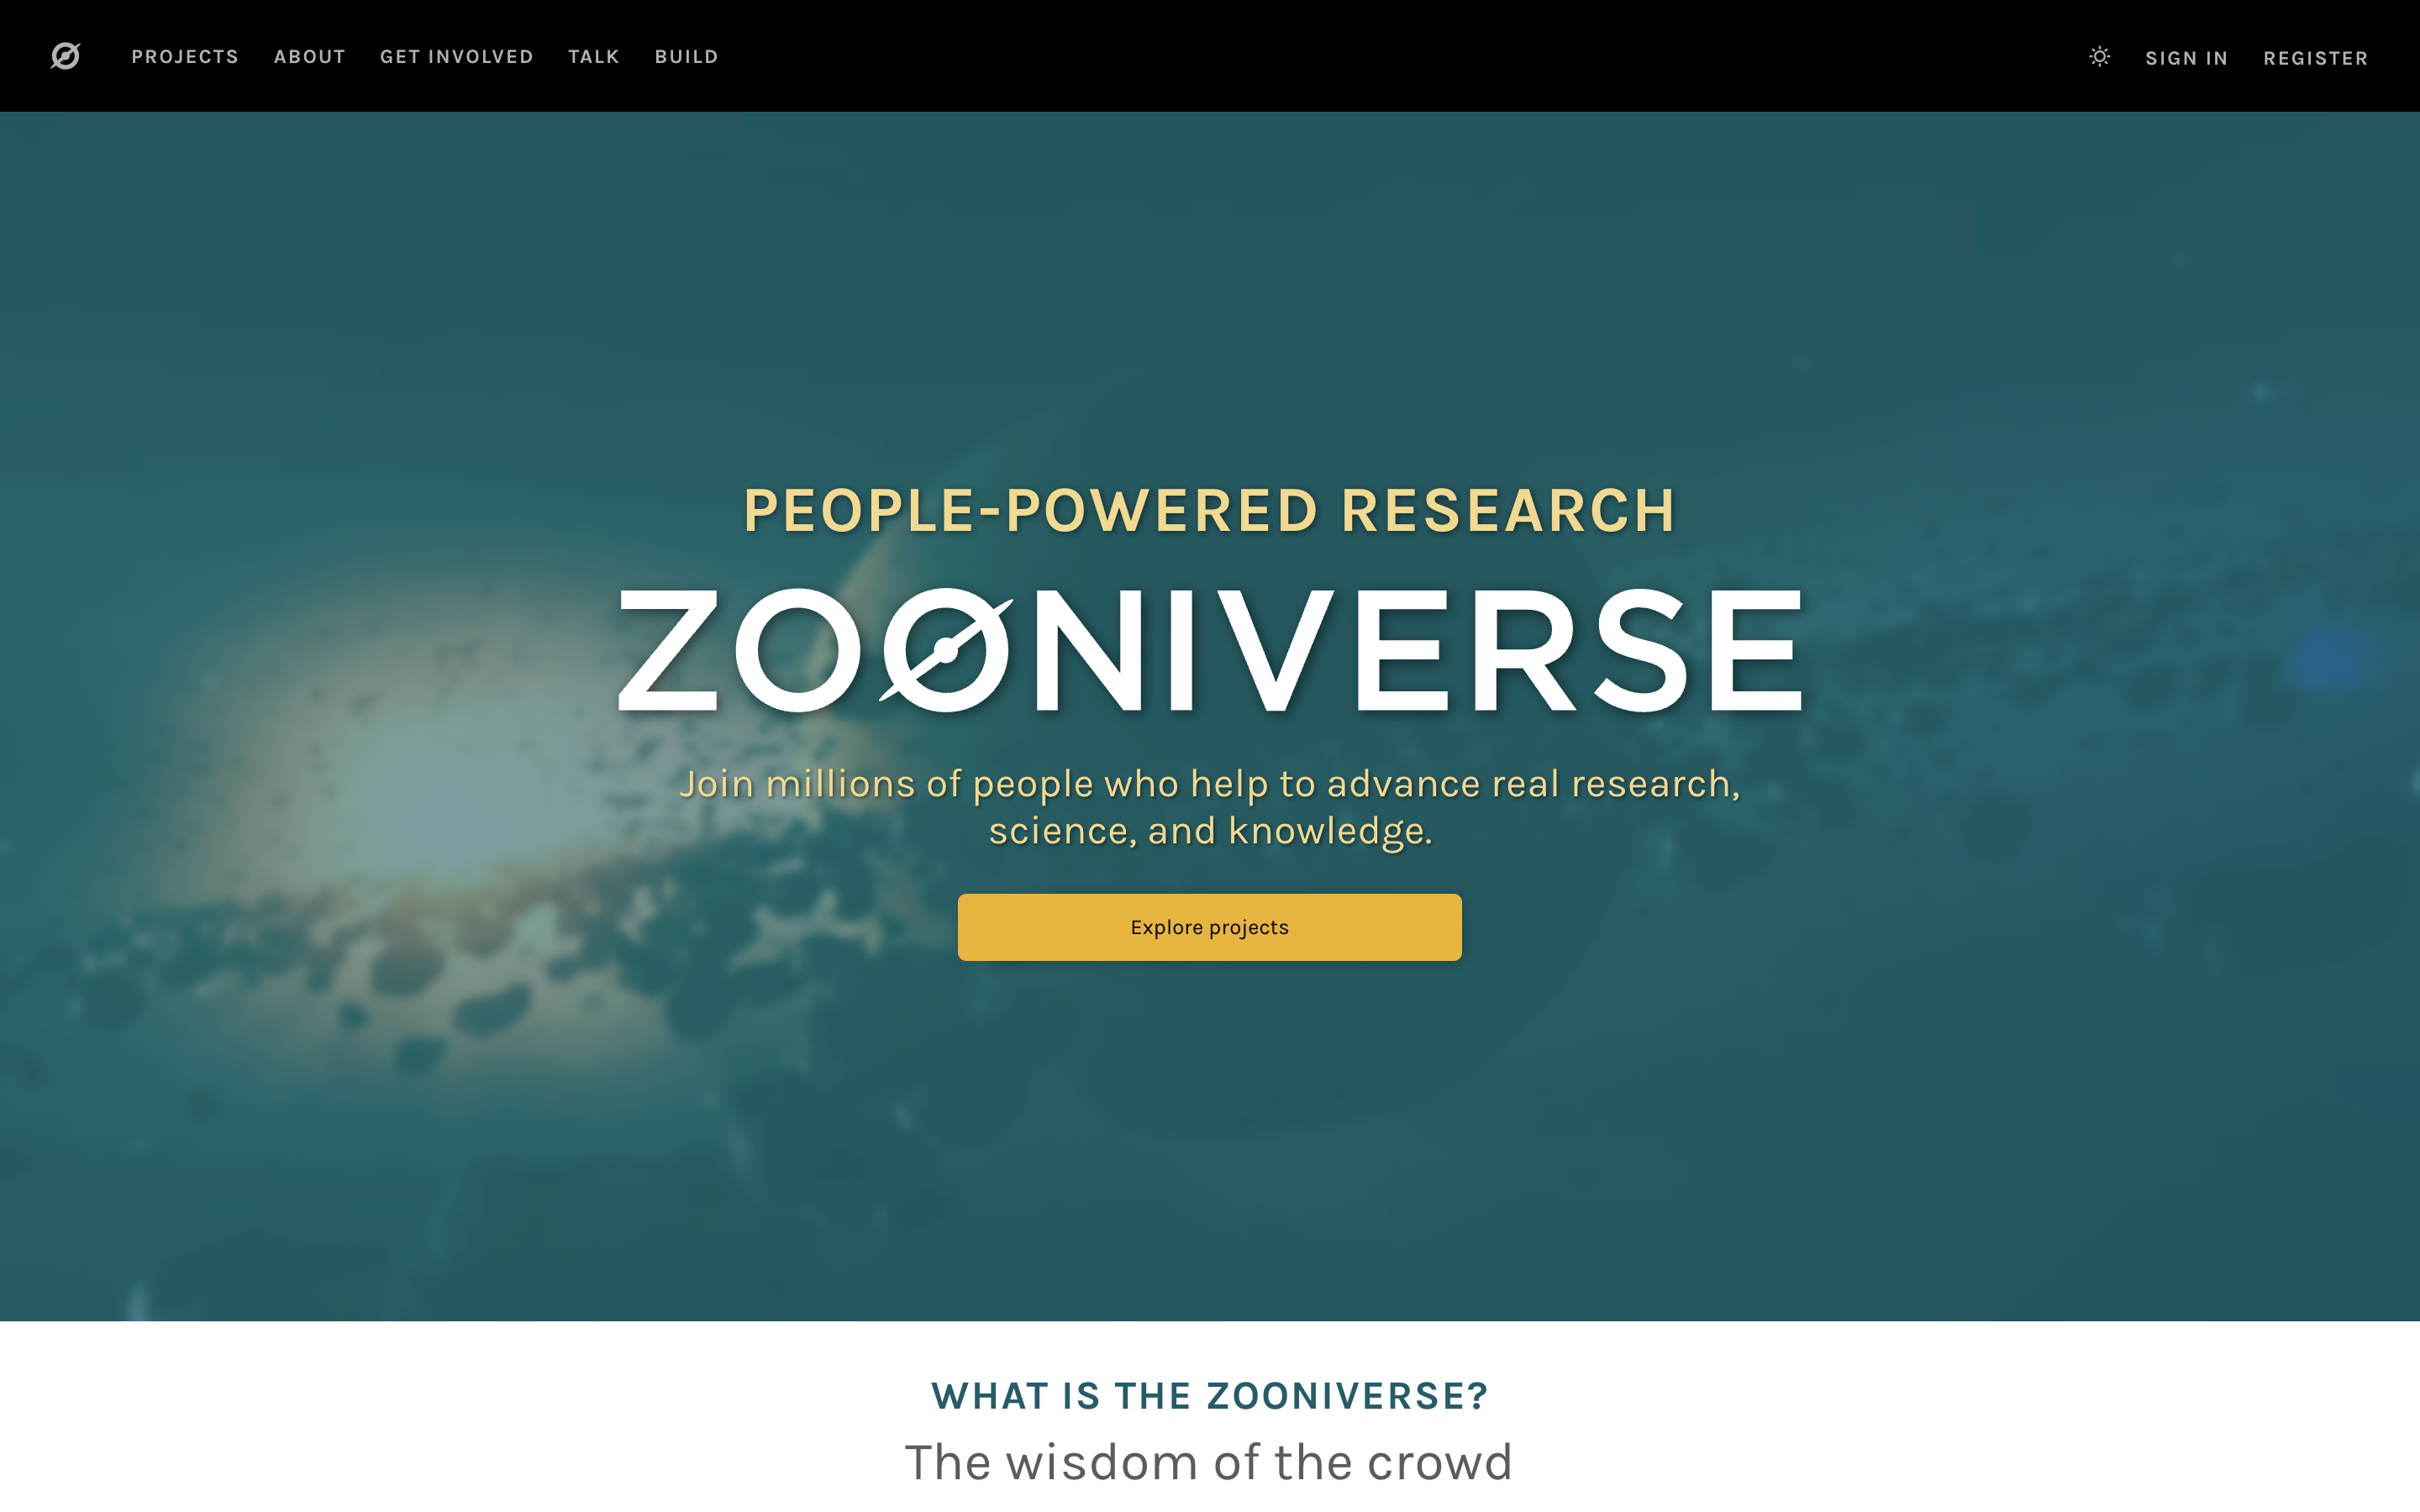 PROJECTS ABOUT GET INVOLVED TALK BUILD SIGN IN REGISTER
PEOPLE-POWERED RESEARCH
ZOONIVERSE
Join millions of people who help to advance real research,
science, and knowledge.
Explore projects
WHAT IS THE ZOONIVERSE?
The wisdom of the crowd